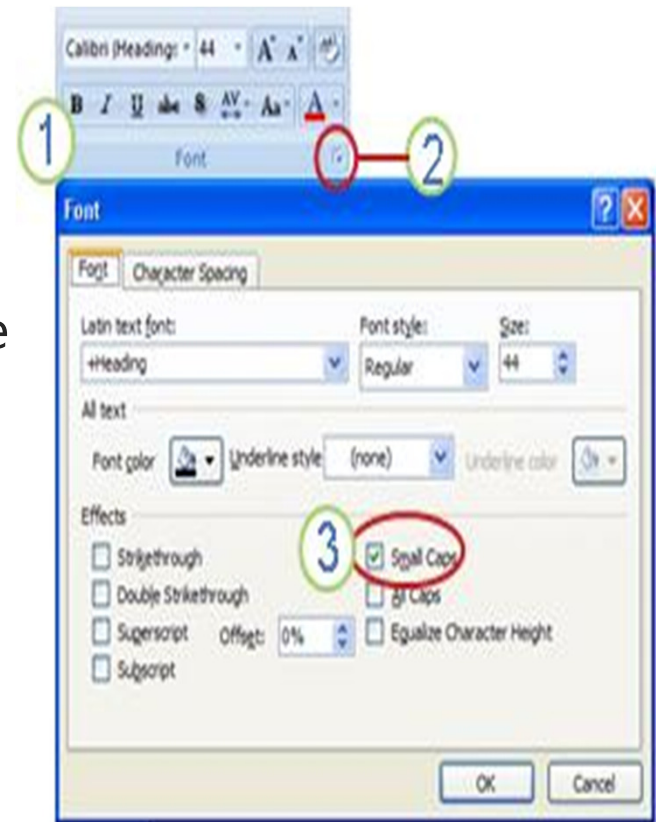 Calibri (Headings 44 A A
B I U abc S AV Aa A
1 Font 2
Font
Font Character Spacing
Latin text font: Font style: Size:
+Heading Regular 44
e
All text
Font color Underline style (none) Underline color
Effects
Strikethrough 3 Small Caps
Double Strikethrough All Caps
Superscript Offset: 0% Equalize Character Height
Subscript
OK Cancel